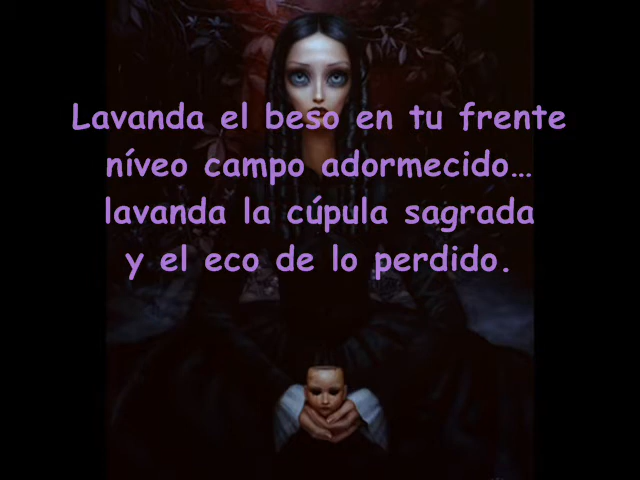 Lavanda el beso en tu frente
níveo campo adormecido…
lavanda la cúpula sagrada
y el eco de lo perdido.